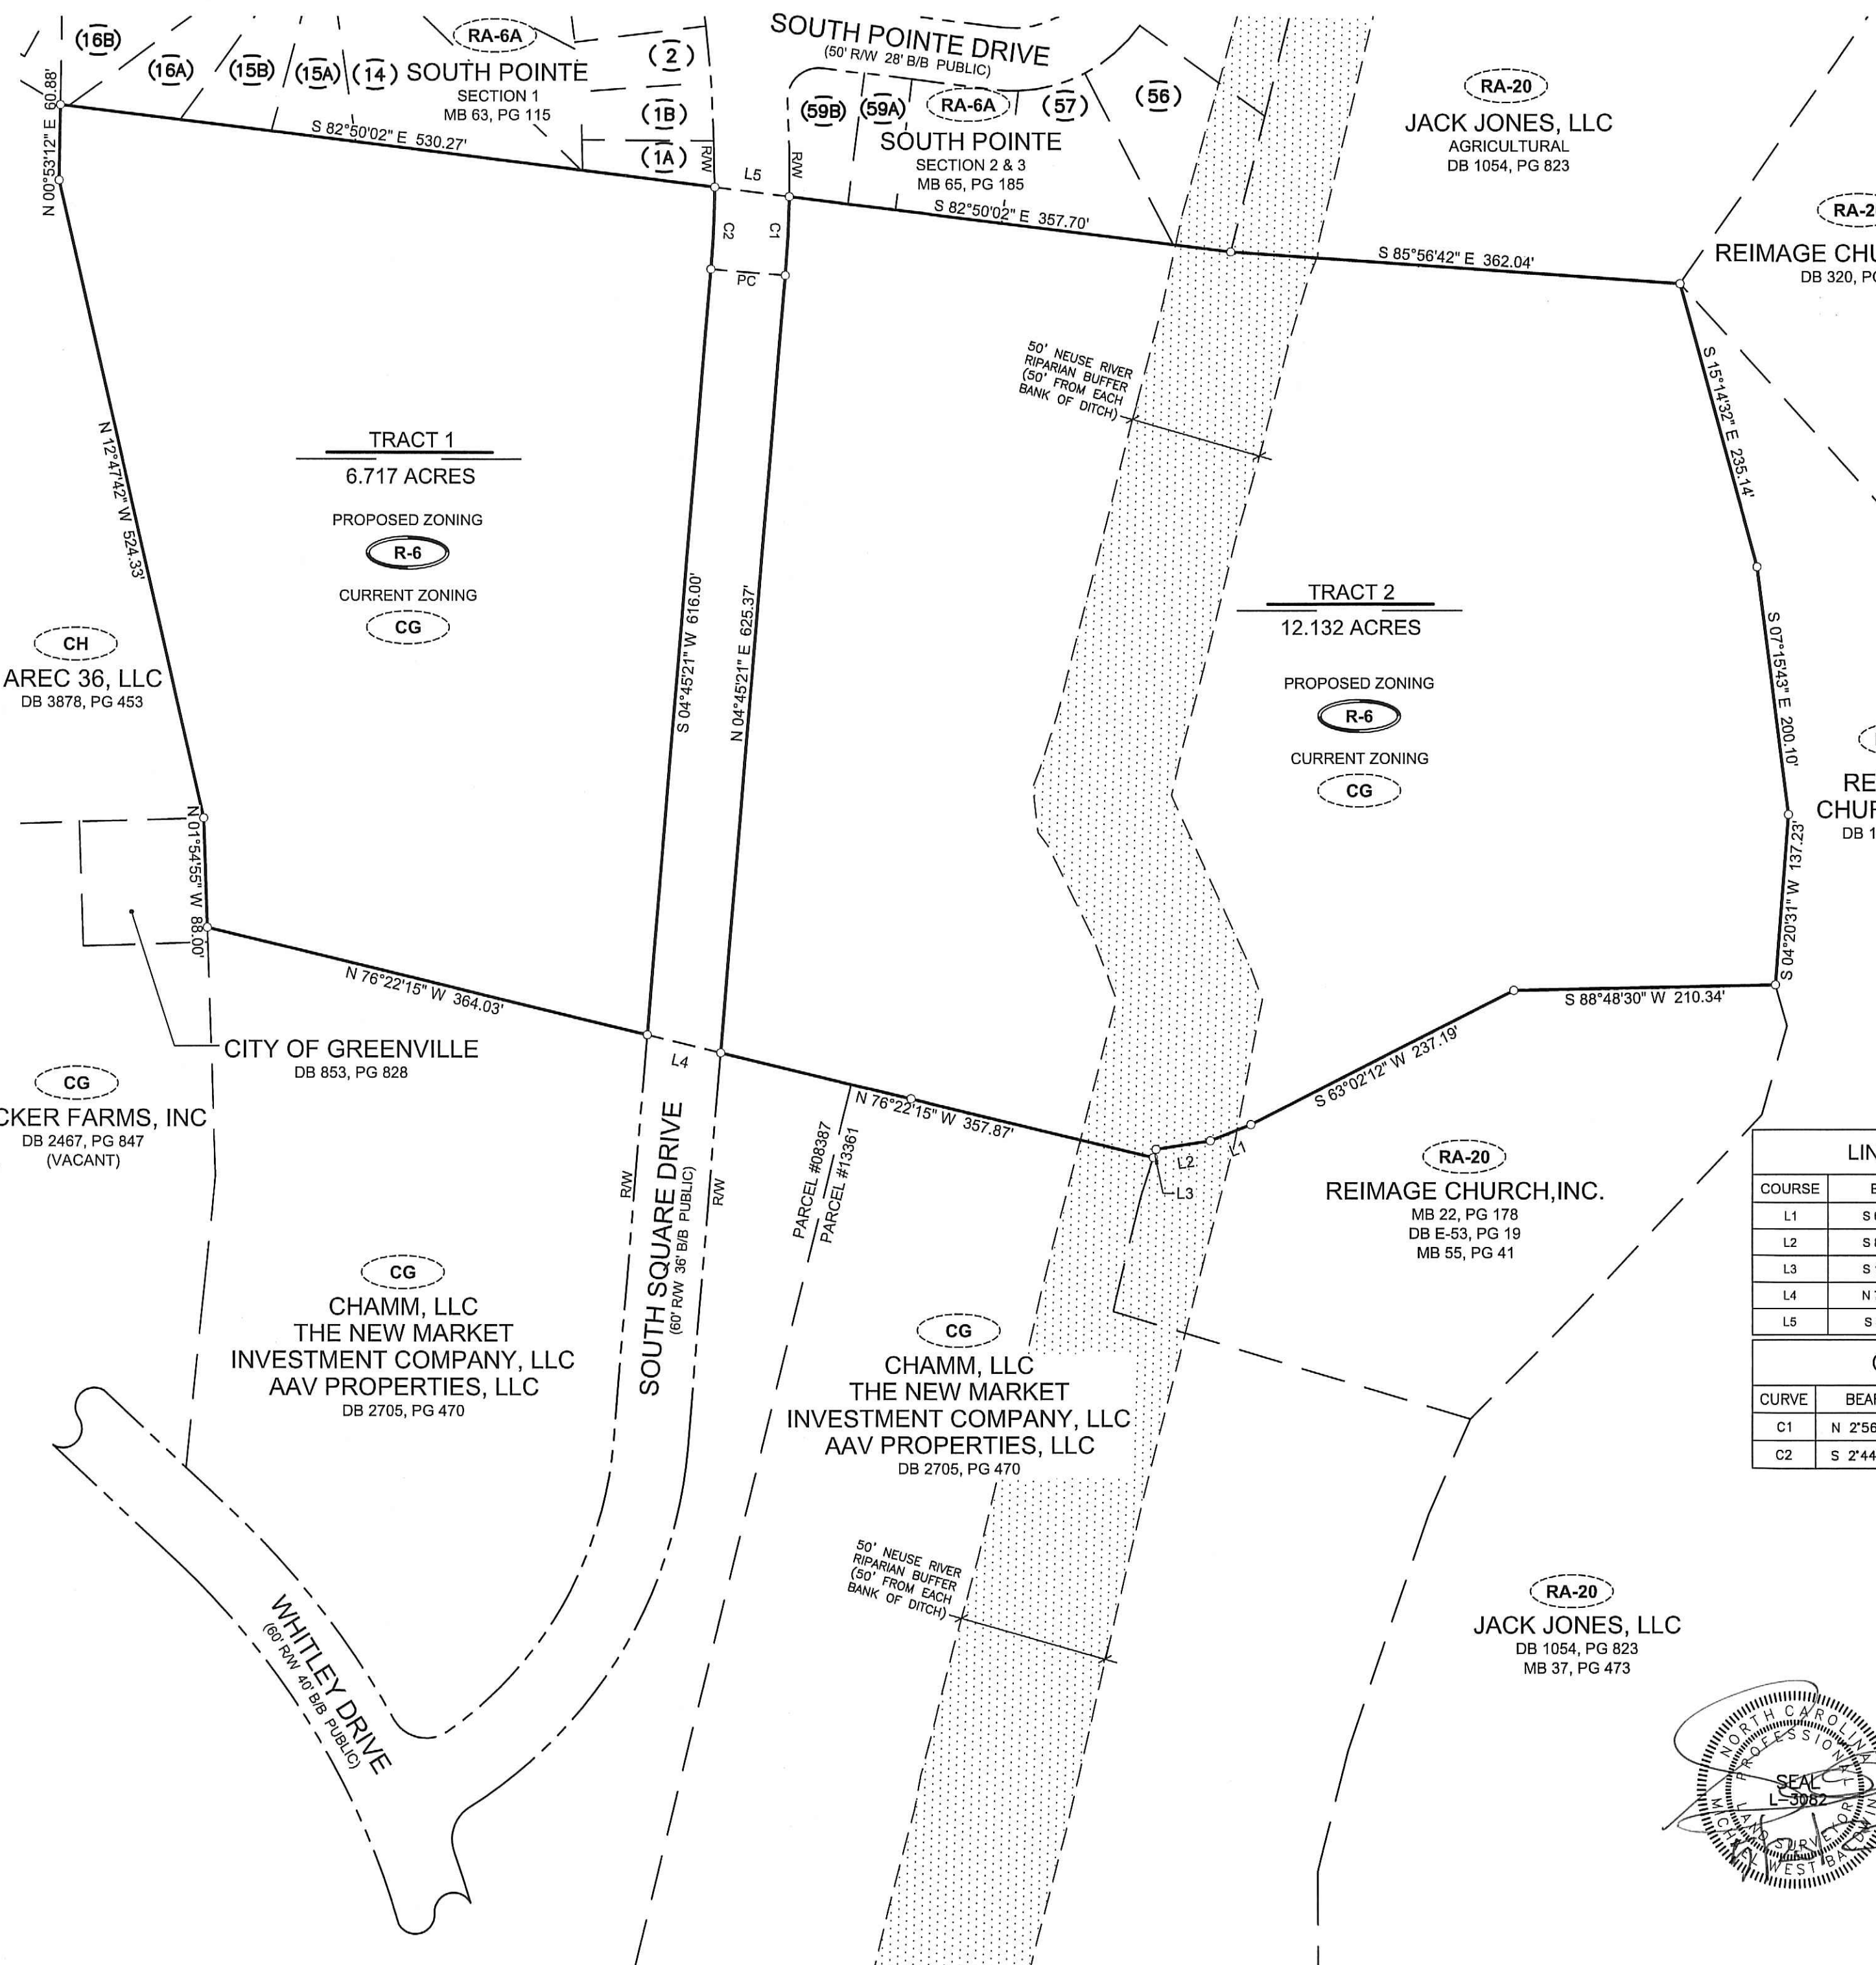 (16B)
(16A)
(15B)
(15A)
(14)
RA-6A
SOUTH POINTE
SECTION 1
MB 63, PG 115
(2)
(1B)
(1A)
SOUTH POINTE DRIVE
(50' R/W 28' B/B PUBLIC)
(59B)
(59A)
RA-6A
(57)
(56)
SOUTH POINTE
SECTION 2 & 3
MB 65, PG 185
RA-20
JACK JONES, LLC
AGRICULTURAL
DB 1054, PG 823
RA-2
REIMAGE CHU
DB 320, PG
N 00°53'12" E 60.88'
S 82°50'02" E 530.27'
R/W
L5
R/W
S 82°50'02" E 357.70'
S 85°56'42" E 362.04'
C2
C1
PC
50' NEUSE RIVER
RIPARIAN BUFFER
(50' FROM EACH
BANK OF DITCH)
S 15°14'32" E 235.14'
N 12°47'42" W 524.33'
TRACT 1
6.717 ACRES
PROPOSED ZONING
R-6
CURRENT ZONING
CG
S 04°45'21" W 616.00'
N 04°45'21" E 625.37'
TRACT 2
12.132 ACRES
PROPOSED ZONING
R-6
CURRENT ZONING
CG
S 07°15'43" E 200.10'
CH
AREC 36, LLC
DB 3878, PG 453
RE
CHUR
DB 1
N 01°54'55" W 88.00'
S 04°20'31" W 137.23'
N 76°22'15" W 364.03'
S 88°48'30" W 210.34'
S 63°02'12" W 237.19'
CITY OF GREENVILLE
DB 853, PG 828
L4
N 76°22'15" W 357.87'
L2
L1
L3
CG
CKER FARMS, INC
DB 2467, PG 847
(VACANT)
R/W
SOUTH SQUARE DRIVE
(60' R/W 36' B/B PUBLIC)
R/W
PARCEL #08387
PARCEL #13361
RA-20
REIMAGE CHURCH,INC.
MB 22, PG 178
DB E-53, PG 19
MB 55, PG 41
LIN
COURSE
L1
L2 S
L3 S
L4 N
L5 S
CURVE BEAR
C1 N 2°56
C2 S 2°44
CG
CHAMM, LLC
THE NEW MARKET
INVESTMENT COMPANY, LLC
AAV PROPERTIES, LLC
DB 2705, PG 470
CG
CHAMM, LLC
THE NEW MARKET
INVESTMENT COMPANY, LLC
AAV PROPERTIES, LLC
DB 2705, PG 470
50' NEUSE RIVER
RIPARIAN BUFFER
(50' FROM EACH
BANK OF DITCH)
WHITLEY DRIVE
(60' R/W 40' B/B PUBLIC)
RA-20
JACK JONES, LLC
DB 1054, PG 823
MB 37, PG 473
NORTH CAROLINA
PROFESSIONAL
SEAL
L-3082
LAND SURVEYOR
MICHAEL WEST BALDWIN